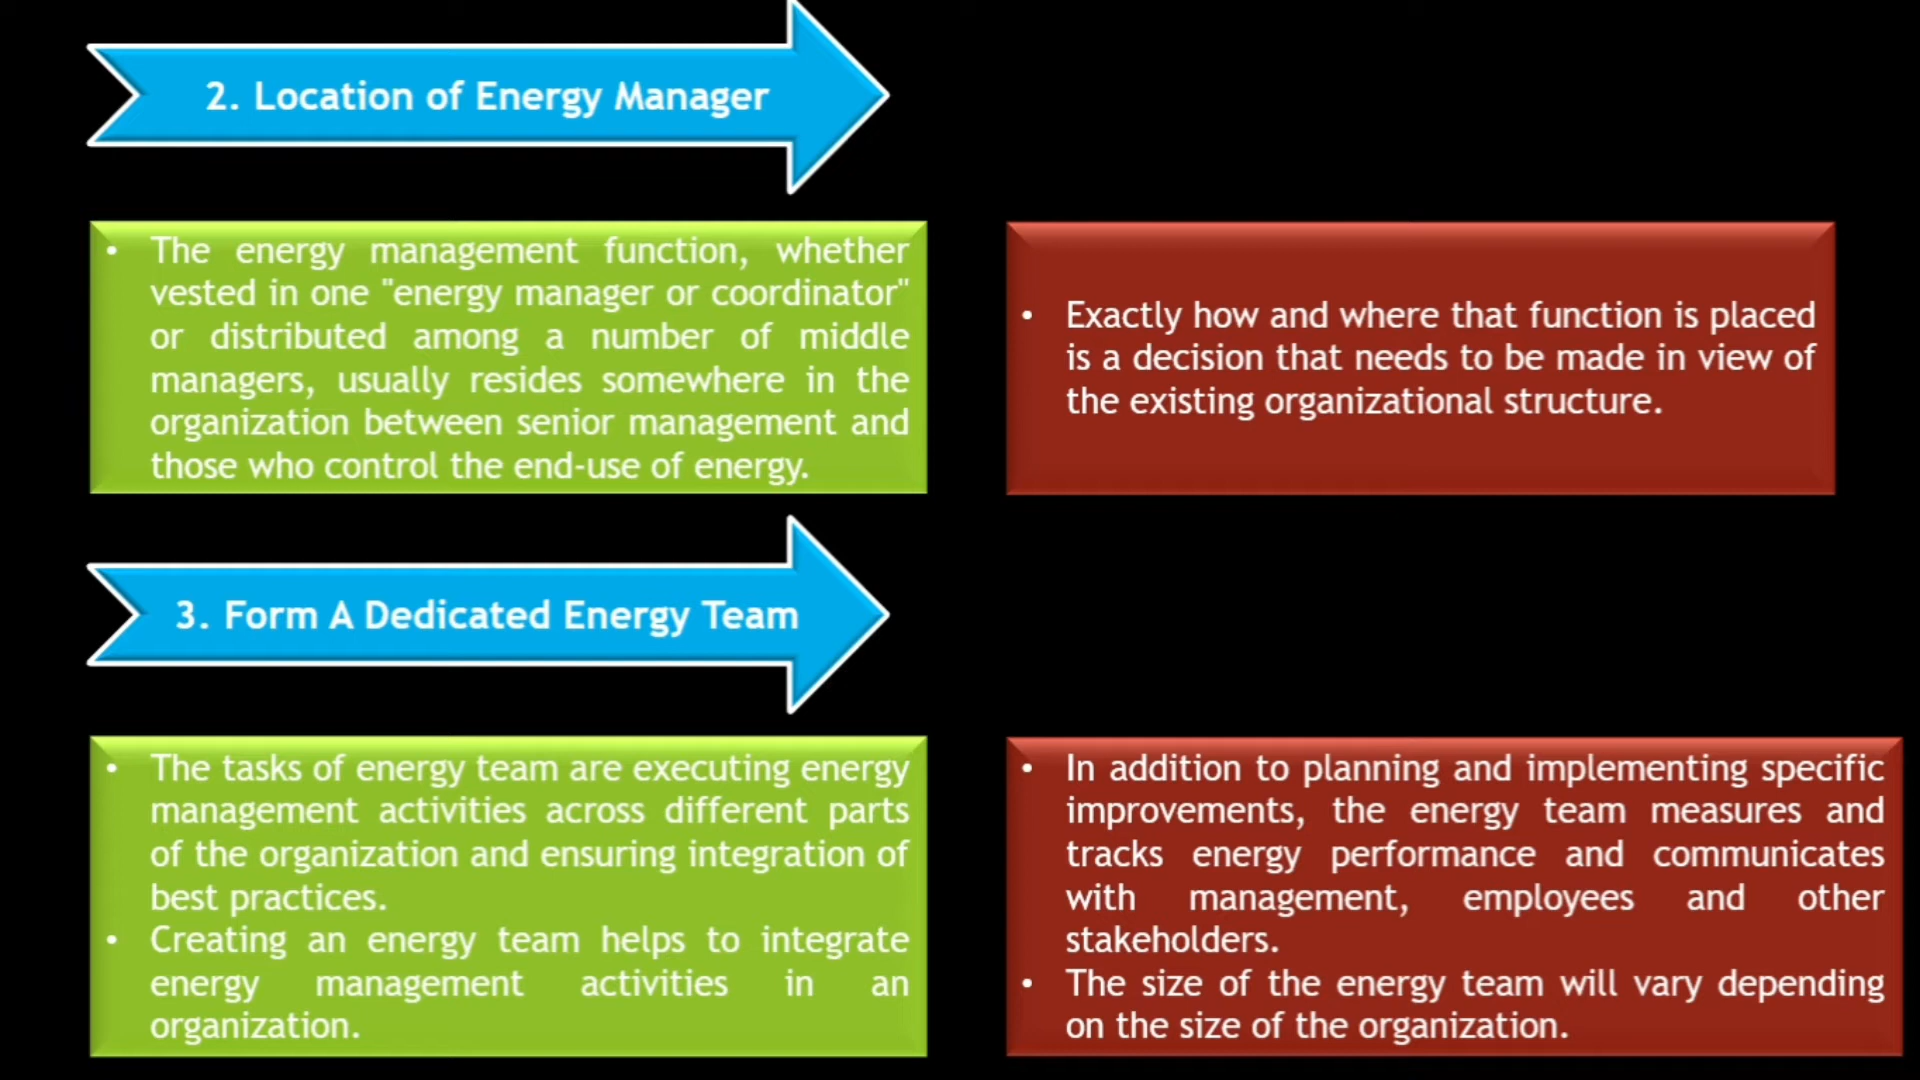 2. Location of Energy Manager
• The energy management function, whether
vested in one "energy manager or coordinator"
or distributed among a number of middle
managers, usually resides somewhere in the
organization between senior management and
those who control the end-use of energy.
• Exactly how and where that function is placed
is a decision that needs to be made in view of
the existing organizational structure.
3. Form A Dedicated Energy Team
• The tasks of energy team are executing energy
management activities across different parts
of the organization and ensuring integration of
best practices.
• Creating an energy team helps to integrate
energy management activities in an
organization.
• In addition to planning and implementing specific
improvements, the energy team measures and
tracks energy performance and communicates
with management, employees and other
stakeholders.
• The size of the energy team will vary depending
on the size of the organization.